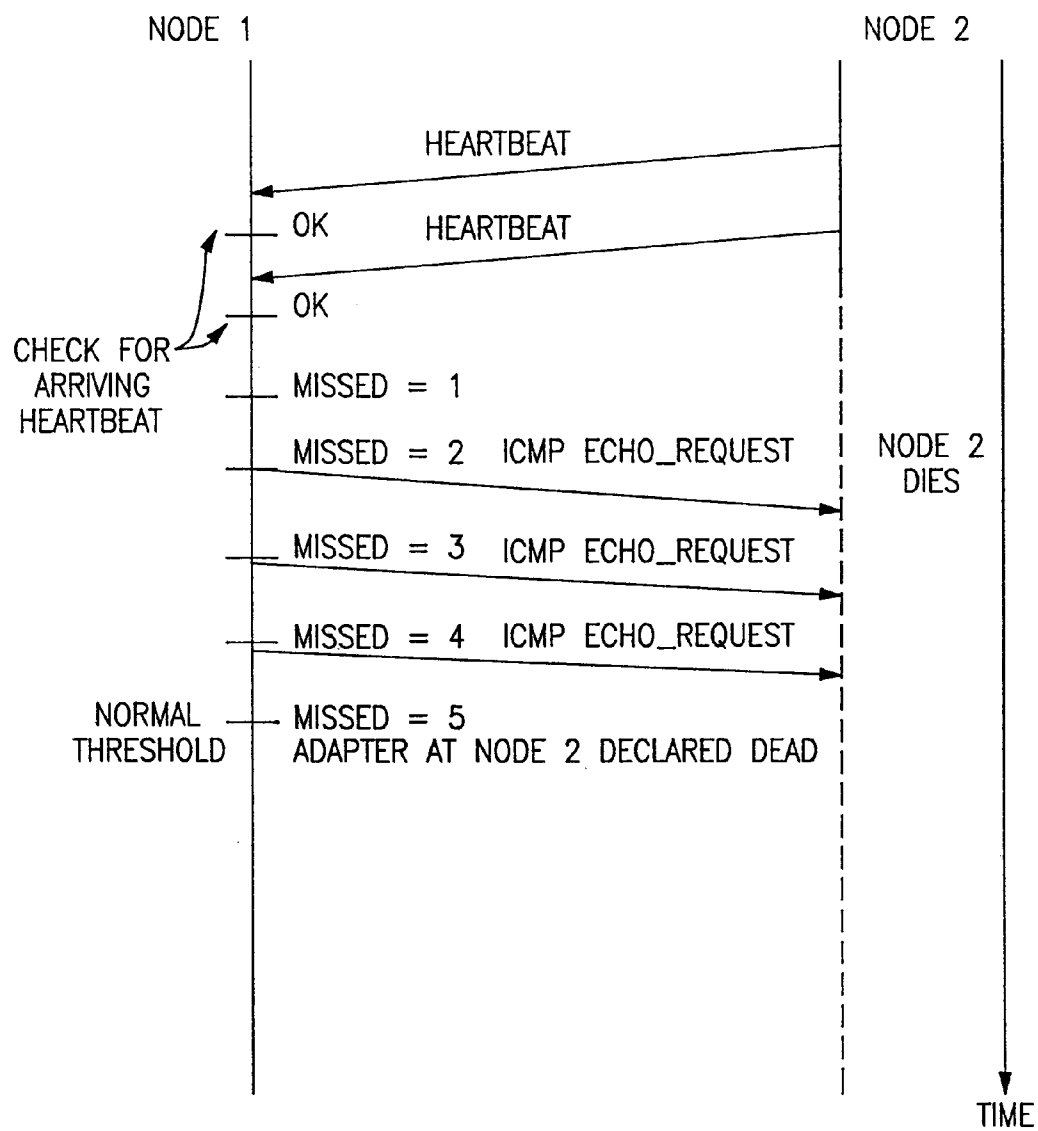 NODE 1
NODE 2
HEARTBEAT
OK
HEARTBEAT
OK
CHECK FOR
ARRIVING
HEARTBEAT
MISSED = 1
MISSED = 2 ICMP ECHO_REQUEST
NODE 2
DIES
MISSED = 3 ICMP ECHO_REQUEST
MISSED = 4 ICMP ECHO_REQUEST
NORMAL
THRESHOLD
MISSED = 5
ADAPTER AT NODE 2 DECLARED DEAD
TIME